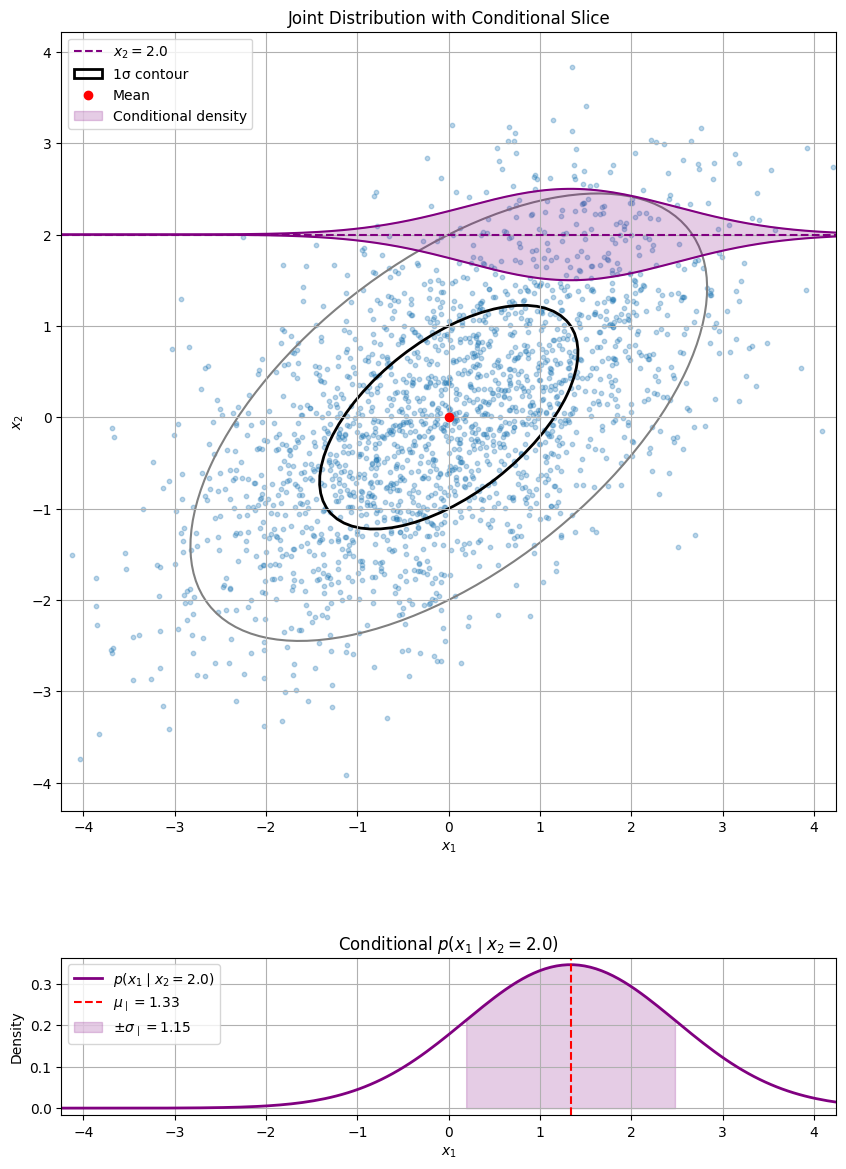 Joint Distribution with Conditional Slice
x₂ = 2.0
1σ contour
Mean
Conditional density
4
3
2
1
0
−1
−2
−3
−4
x₂
−4 −3 −2 −1 0 1 2 3 4
x₁
Conditional p(x₁ | x₂ = 2.0)
p(x₁ | x₂ = 2.0)
μ∣ = 1.33
±σ∣ = 1.15
0.3
0.2
0.1
0.0
Density
−4 −3 −2 −1 0 1 2 3 4
x₁